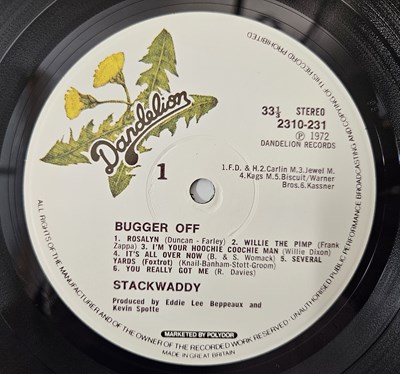 Dandelion
33⅓ STEREO
2310-231
Ⓟ 1972
DANDELION RECORDS
1
1.F.D. & H.2.Carlin M.3.Jewel M.
4.Kags M.5.Biscuit/Warner
Bros.6.Kassner
BUGGER OFF
1. ROSALYN (Duncan - Farley) 2. WILLIE THE PIMP (Frank
Zappa) 3. I'M YOUR HOOCHIE COOCHIE MAN (Willie Dixon)
4. IT'S ALL OVER NOW (B. & S. Womack) 5. SEVERAL
YARDS (Foxtrot) (Knail-Banham-Stott-Groom)
6. YOU REALLY GOT ME (R. Davies)
STACKWADDY
Produced by Eddie Lee Beppeaux and
Kevin Spotte
MARKETED BY POLYDOR
MADE IN GREAT BRITAIN
ALL RIGHTS OF THE MANUFACTURER AND OF THE OWNER OF THE RECORDED WORK RESERVED · UNAUTHORISED PUBLIC PERFORMANCE BROADCASTING AND COPYING OF THIS RECORD PROHIBITED